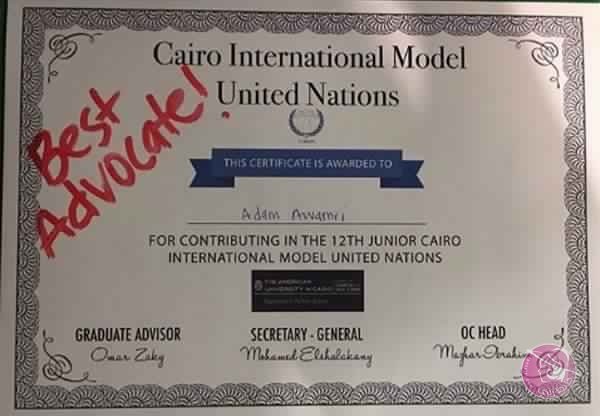 Cairo International Model
United Nations
Best
Advocate!
THIS CERTIFICATE IS AWARDED TO
Adam Awamri
FOR CONTRIBUTING IN THE 12TH JUNIOR CAIRO
INTERNATIONAL MODEL UNITED NATIONS
THE AMERICAN
UNIVERSITY IN CAIRO
GRADUATE ADVISOR
SECRETARY - GENERAL
OC HEAD
Omar Zaky
Mohamed Elshalakany
Mazhar Ibrahim